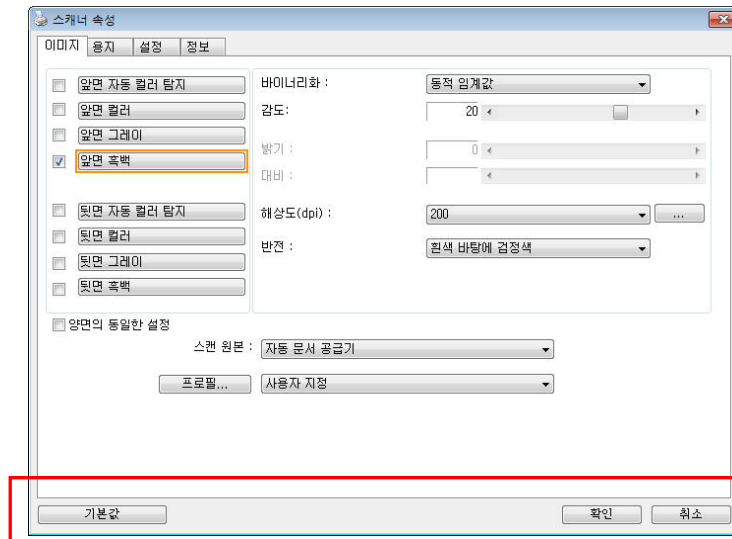 스캐너 속성
이미지 용지 설정 정보
앞면 자동 컬러 탐지
앞면 컬러
앞면 그레이
앞면 흑백
뒷면 자동 컬러 탐지
뒷면 컬러
뒷면 그레이
뒷면 흑백
바이너리화 : 동적 임계값
감도: 20
밝기 : 0
대비 :
해상도(dpi) : 200 ...
반전 : 흰색 바탕에 검정색
양면의 동일한 설정
스캔 원본 : 자동 문서 공급기
프로필... 사용자 지정
기본값 확인 취소